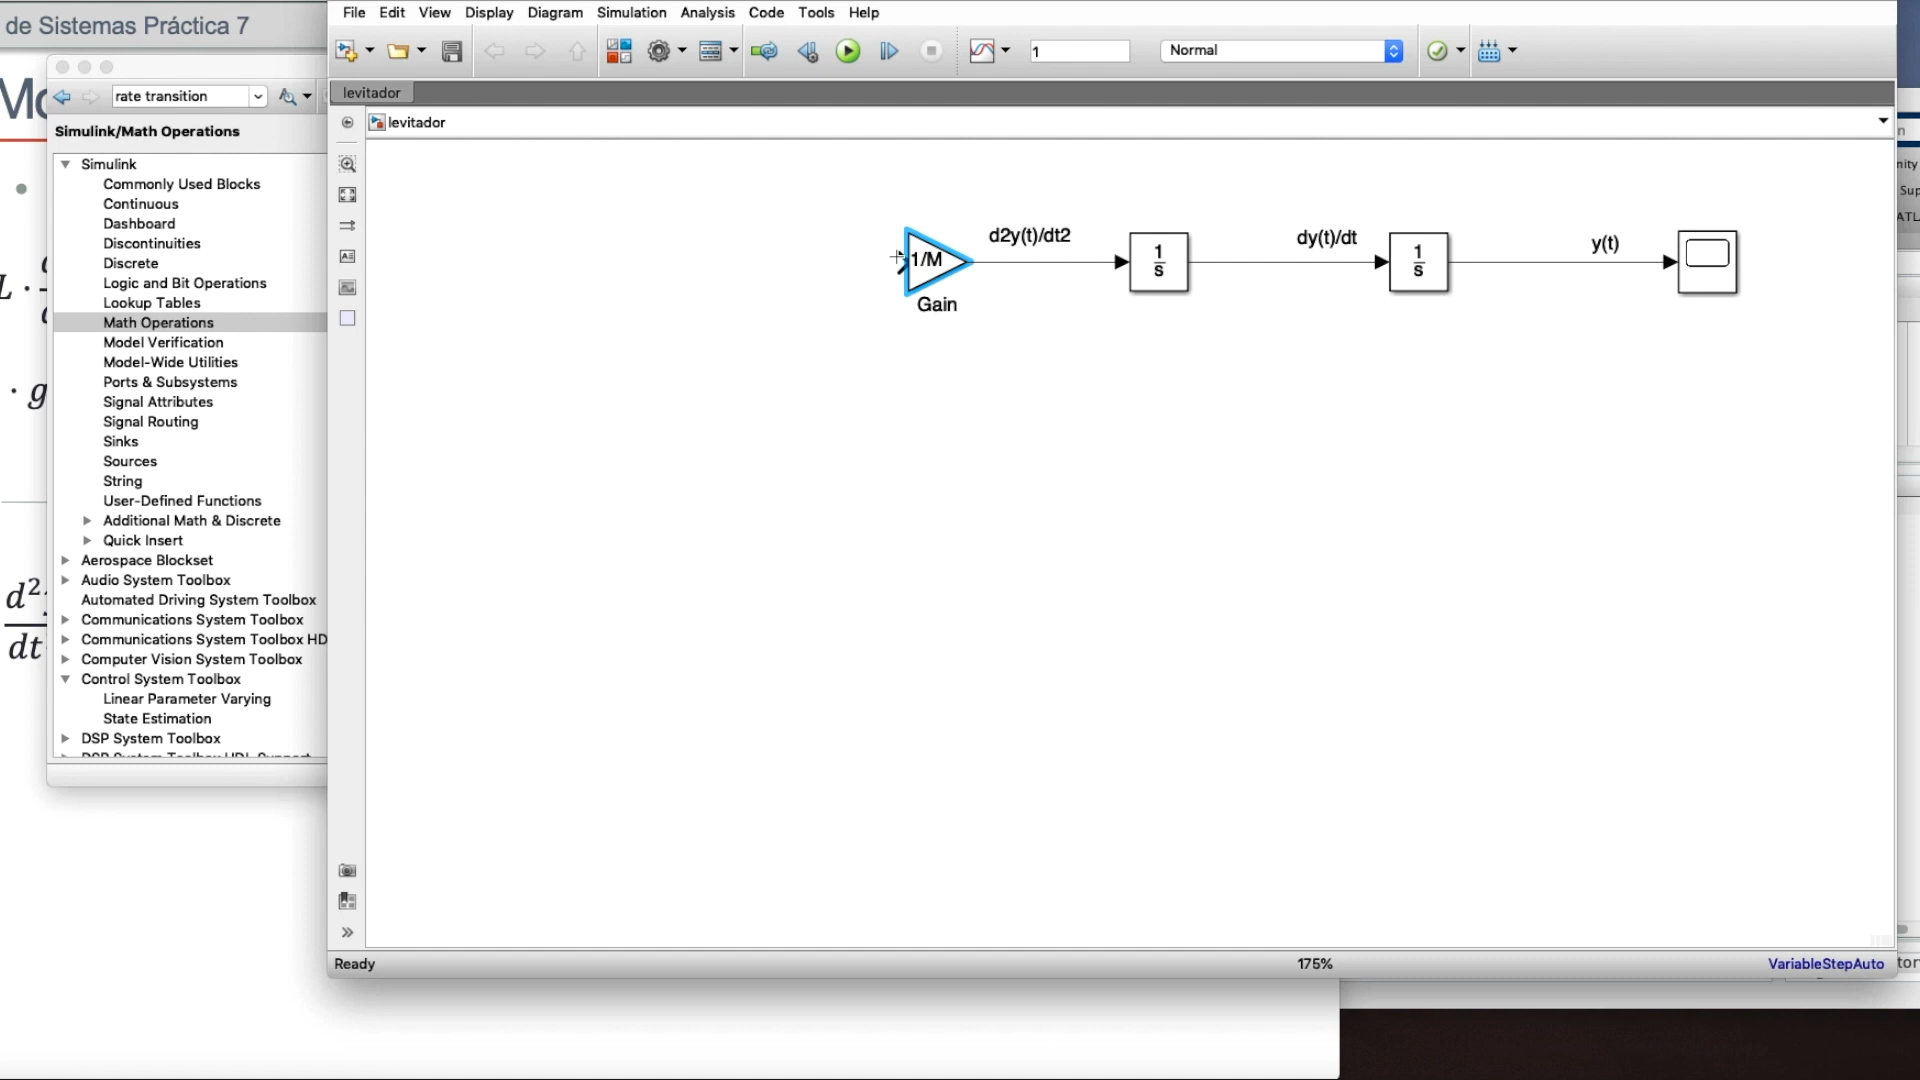 de Sistemas Práctica 7
File Edit View Display Diagram Simulation Analysis Code Tools Help
1
Normal
levitador
levitador
rate transition
Simulink/Math Operations
Simulink
Commonly Used Blocks
Continuous
Dashboard
Discontinuities
Discrete
Logic and Bit Operations
Lookup Tables
Math Operations
Model Verification
Model-Wide Utilities
Ports & Subsystems
Signal Attributes
Signal Routing
Sinks
Sources
String
User-Defined Functions
Additional Math & Discrete
Quick Insert
Aerospace Blockset
Audio System Toolbox
Automated Driving System Toolbox
Communications System Toolbox
Communications System Toolbox HD
Computer Vision System Toolbox
Control System Toolbox
Linear Parameter Varying
State Estimation
DSP System Toolbox
1/M
Gain
d2y(t)/dt2
1
s
dy(t)/dt
1
s
y(t)
· g
d²
dt
Ready
175%
VariableStepAuto